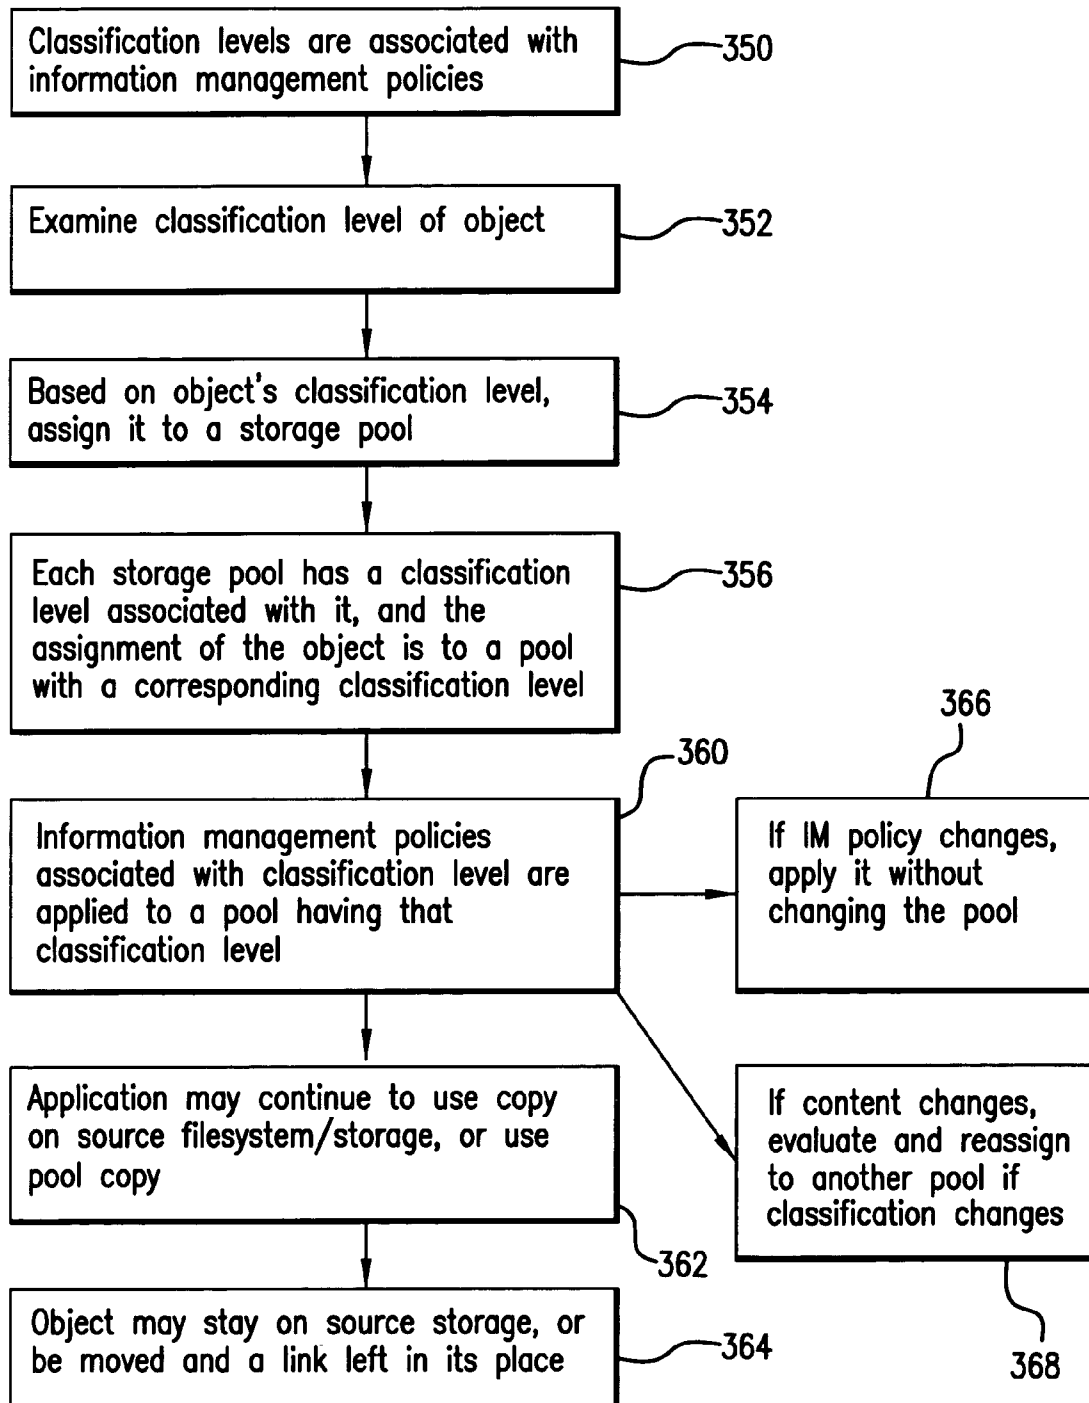 Classification levels are associated with
information management policies
350
Examine classification level of object
352
Based on object's classification level,
assign it to a storage pool
354
Each storage pool has a classification
level associated with it, and the
assignment of the object is to a pool
with a corresponding classification level
356
360
Information management policies
associated with classification level are
applied to a pool having that
classification level
366
If IM policy changes,
apply it without
changing the pool
Application may continue to use copy
on source filesystem/storage, or use
pool copy
362
If content changes,
evaluate and reassign
to another pool if
classification changes
368
Object may stay on source storage, or
be moved and a link left in its place
364